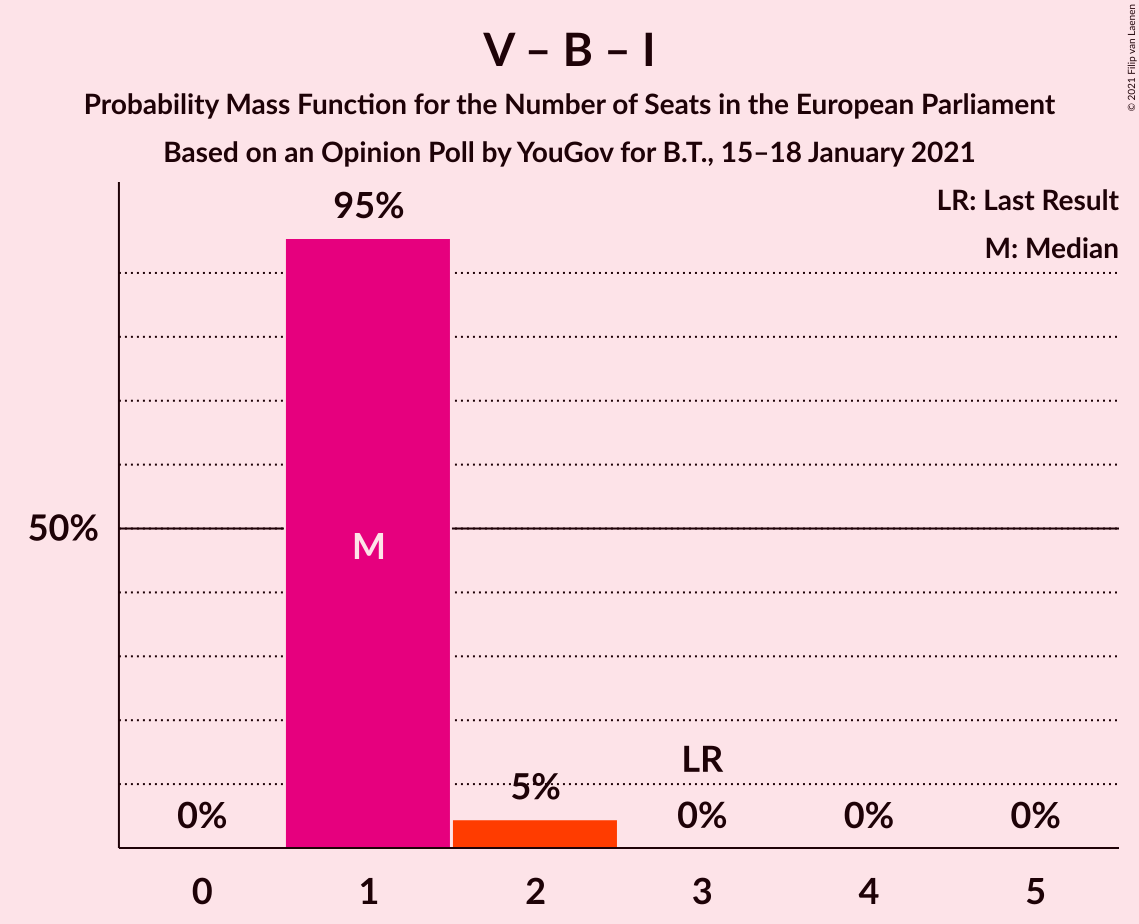 V – B – I
Probability Mass Function for the Number of Seats in the European Parliament
Based on an Opinion Poll by YouGov for B.T., 15–18 January 2021
© 2021 Filip van Laenen
LR: Last Result
M: Median
95%
50%
M
LR
0%
5%
0%
0%
0%
0
1
2
3
4
5